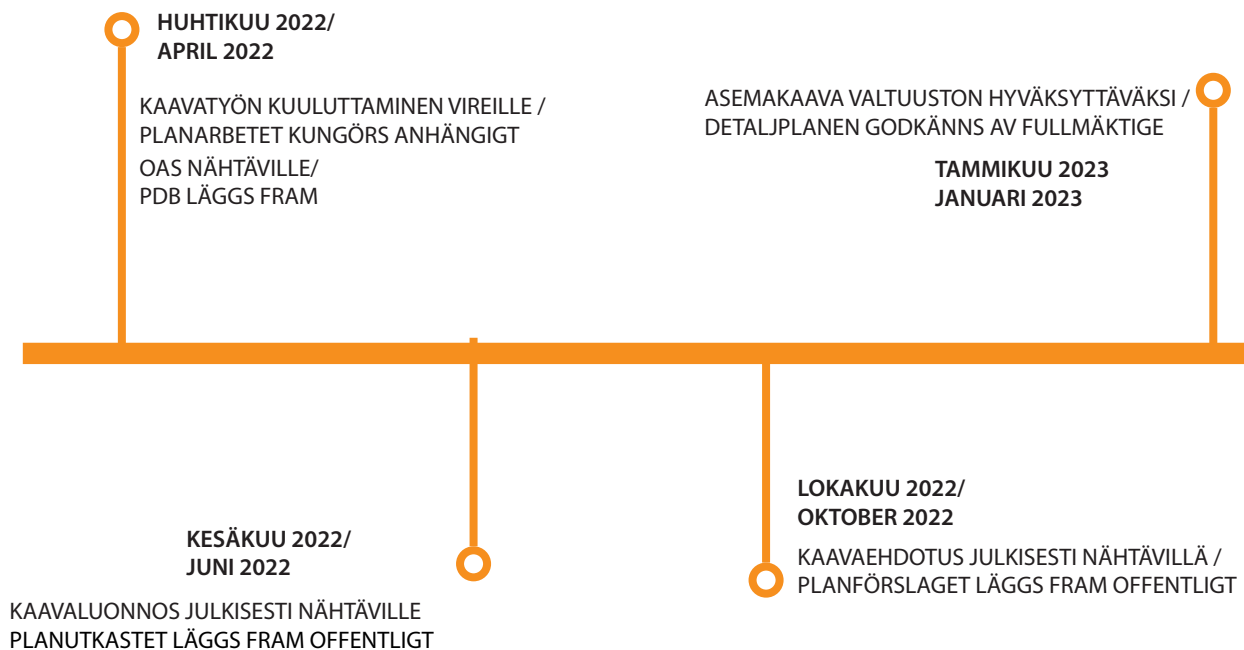 HUHTIKUU 2022/
APRIL 2022
KAAVATYÖN KUULUTTAMINEN VIREILLE /
PLANARBETET KUNGÖRS ANHÄNGIGT
OAS NÄHTÄVILLE/
PDB LÄGGS FRAM
ASEMAKAAVA VALTUUSTON HYVÄKSYTTÄVÄKSI /
DETALJPLANEN GODKÄNNS AV FULLMÄKTIGE
TAMMIKUU 2023
JANUARI 2023
KESÄKUU 2022/
JUNI 2022
KAAVALUONNOS JULKISESTI NÄHTÄVILLE
PLANUTKASTET LÄGGS FRAM OFFENTLIGT
LOKAKUU 2022/
OKTOBER 2022
KAAVAEHDOTUS JULKISESTI NÄHTÄVILLÄ /
PLANFÖRSLAGET LÄGGS FRAM OFFENTLIGT